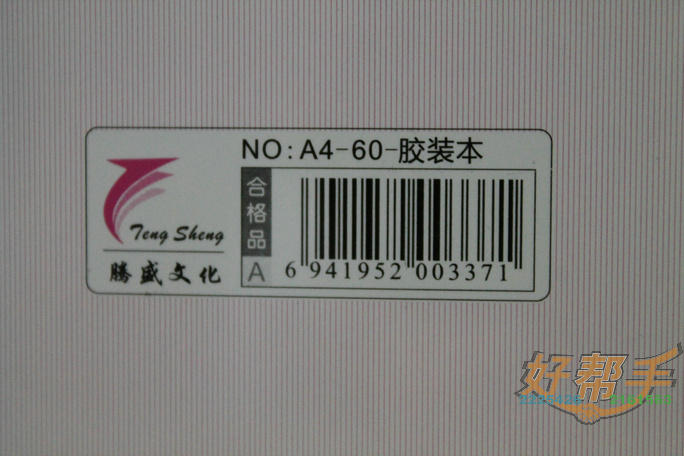 NO: A4-60-胶装本
Teng Sheng
腾盛文化
合格品
A
6 941952 003371
好帮手